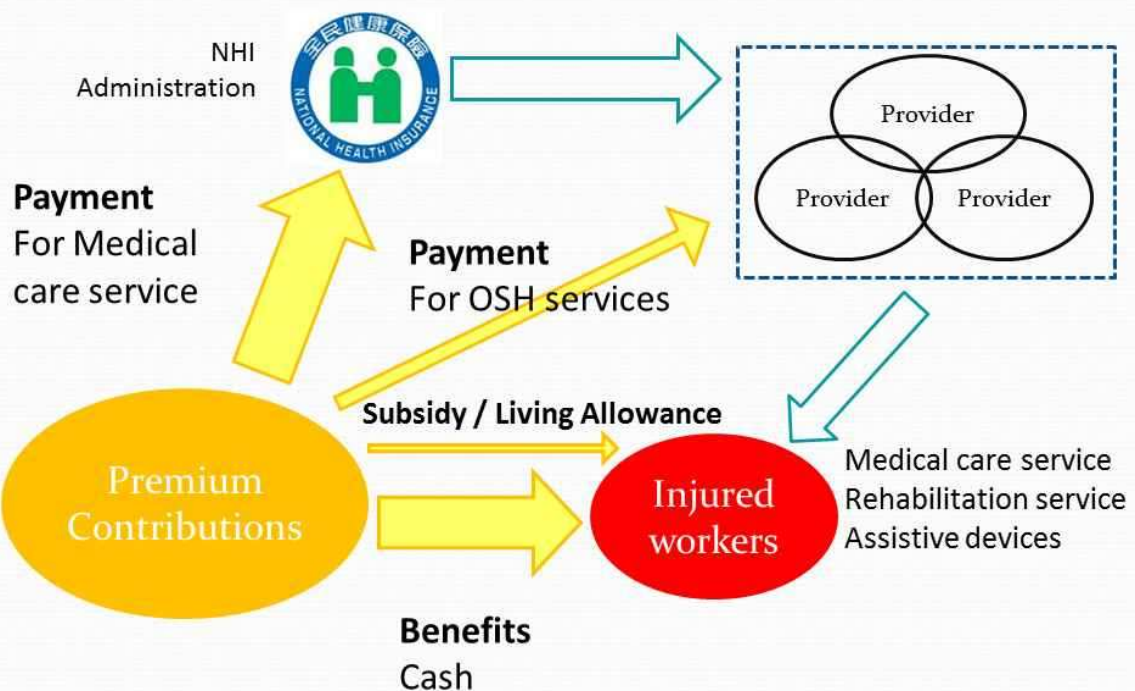 NHI
Administration
全民健康保險
NATIONAL HEALTH INSURANCE
Provider
Provider
Provider
Payment
For Medical
care service
Payment
For OSH services
Subsidy / Living Allowance
Premium
Contributions
Injured
workers
Medical care service
Rehabilitation service
Assistive devices
Benefits
Cash